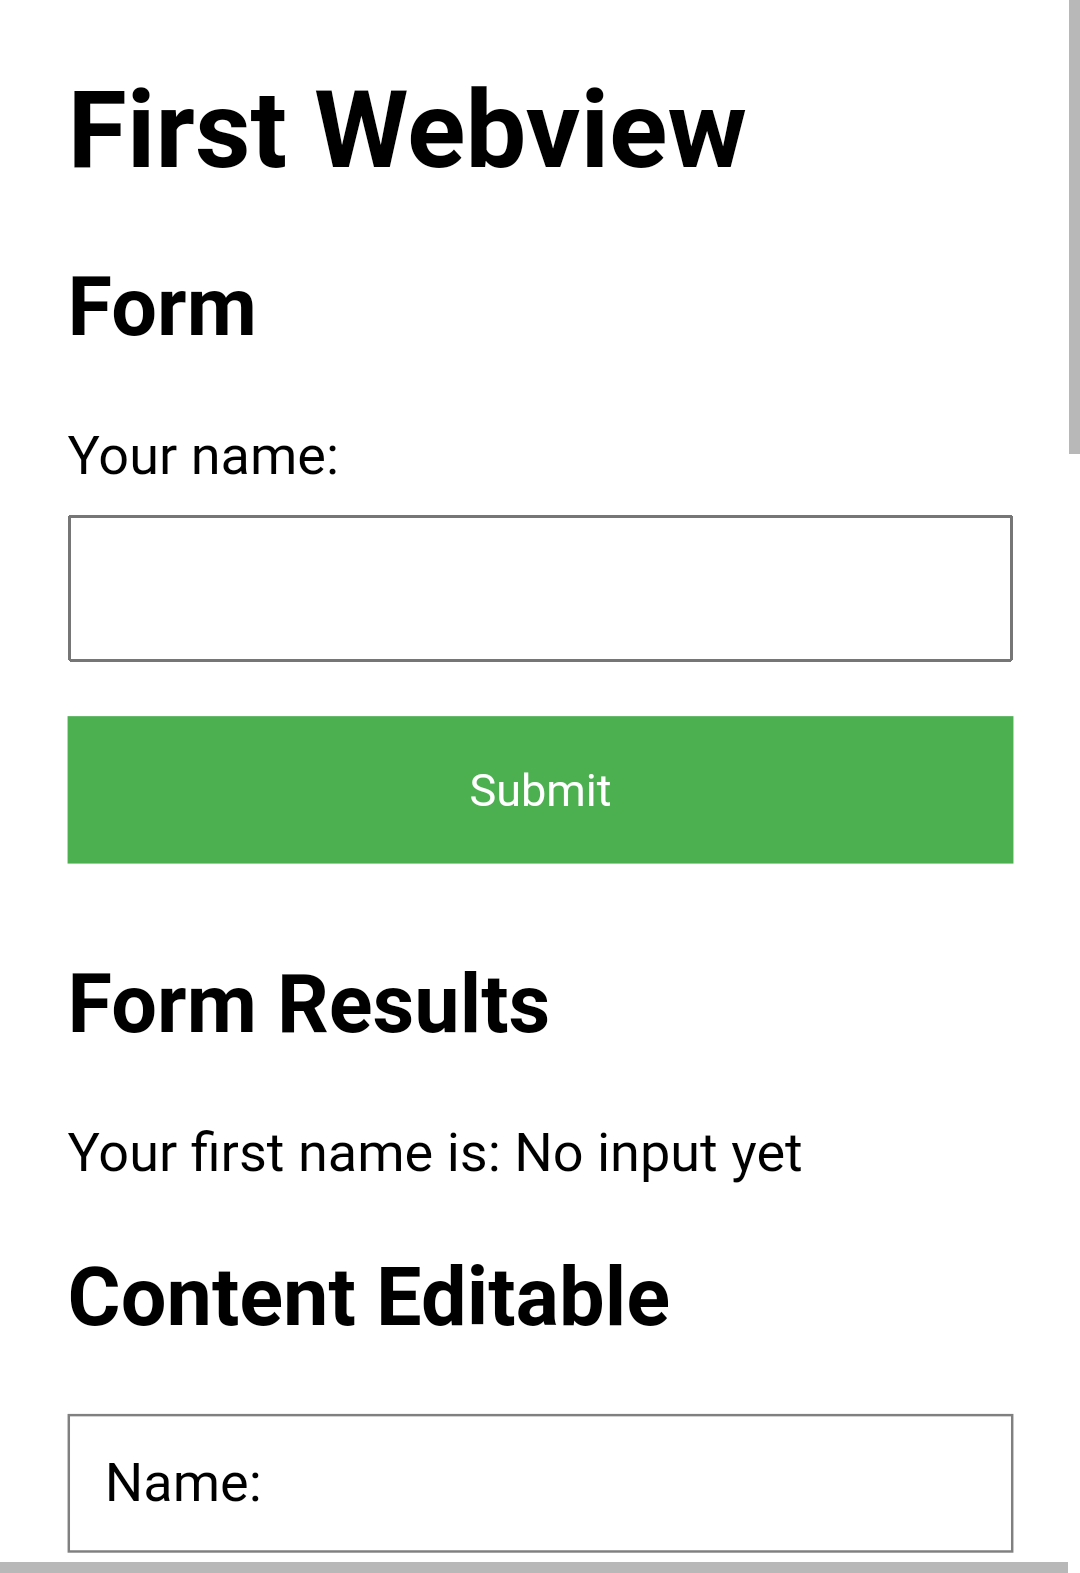 First Webview
Form
Your name:
Submit
Form Results
Your first name is: No input yet
Content Editable
Name: